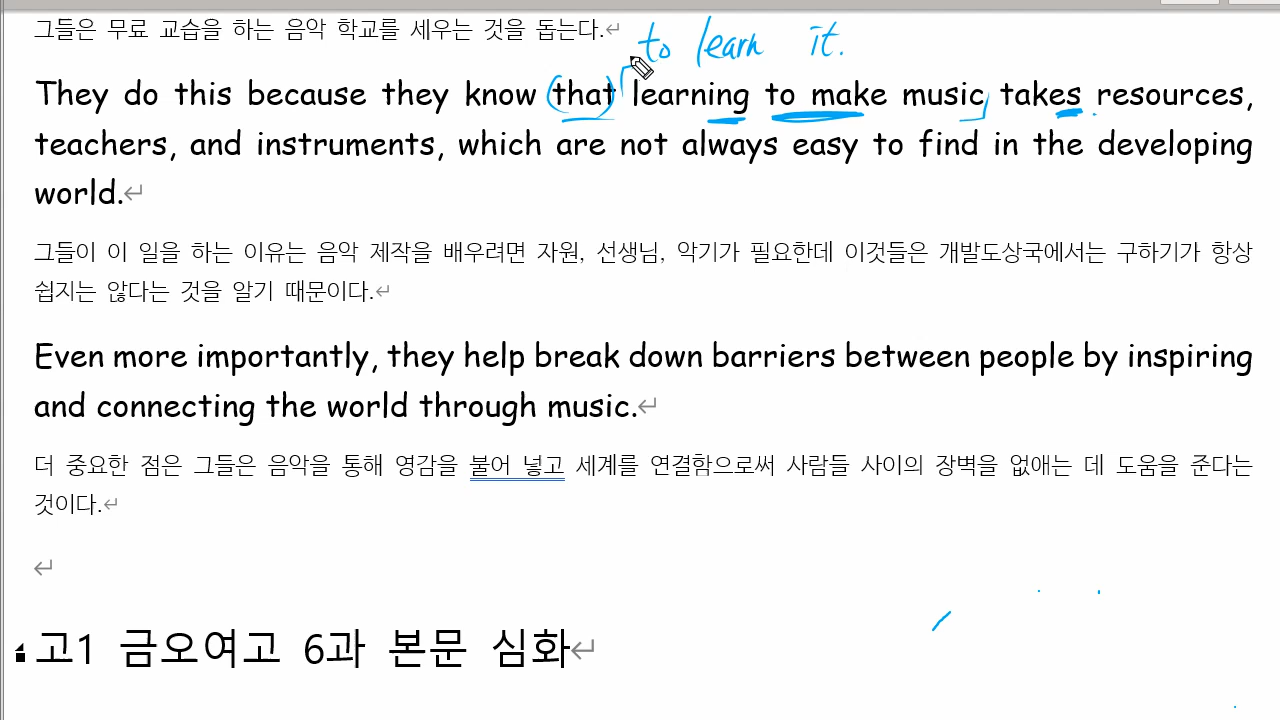 그들은 무료 교습을 하는 음악 학교를 세우는 것을 돕는다.↵
to learn it.
They do this because they know (that) learning to make music takes resources,
teachers, and instruments, which are not always easy to find in the developing
world.↵
그들이 이 일을 하는 이유는 음악 제작을 배우려면 자원, 선생님, 악기가 필요한데 이것들은 개발도상국에서는 구하기가 항상
쉽지는 않다는 것을 알기 때문이다.↵
Even more importantly, they help break down barriers between people by inspiring
and connecting the world through music.↵
더 중요한 점은 그들은 음악을 통해 영감을 불어 넣고 세계를 연결함으로써 사람들 사이의 장벽을 없애는 데 도움을 준다는
것이다.↵
↵
고1 금오여고 6과 본문 심화↵